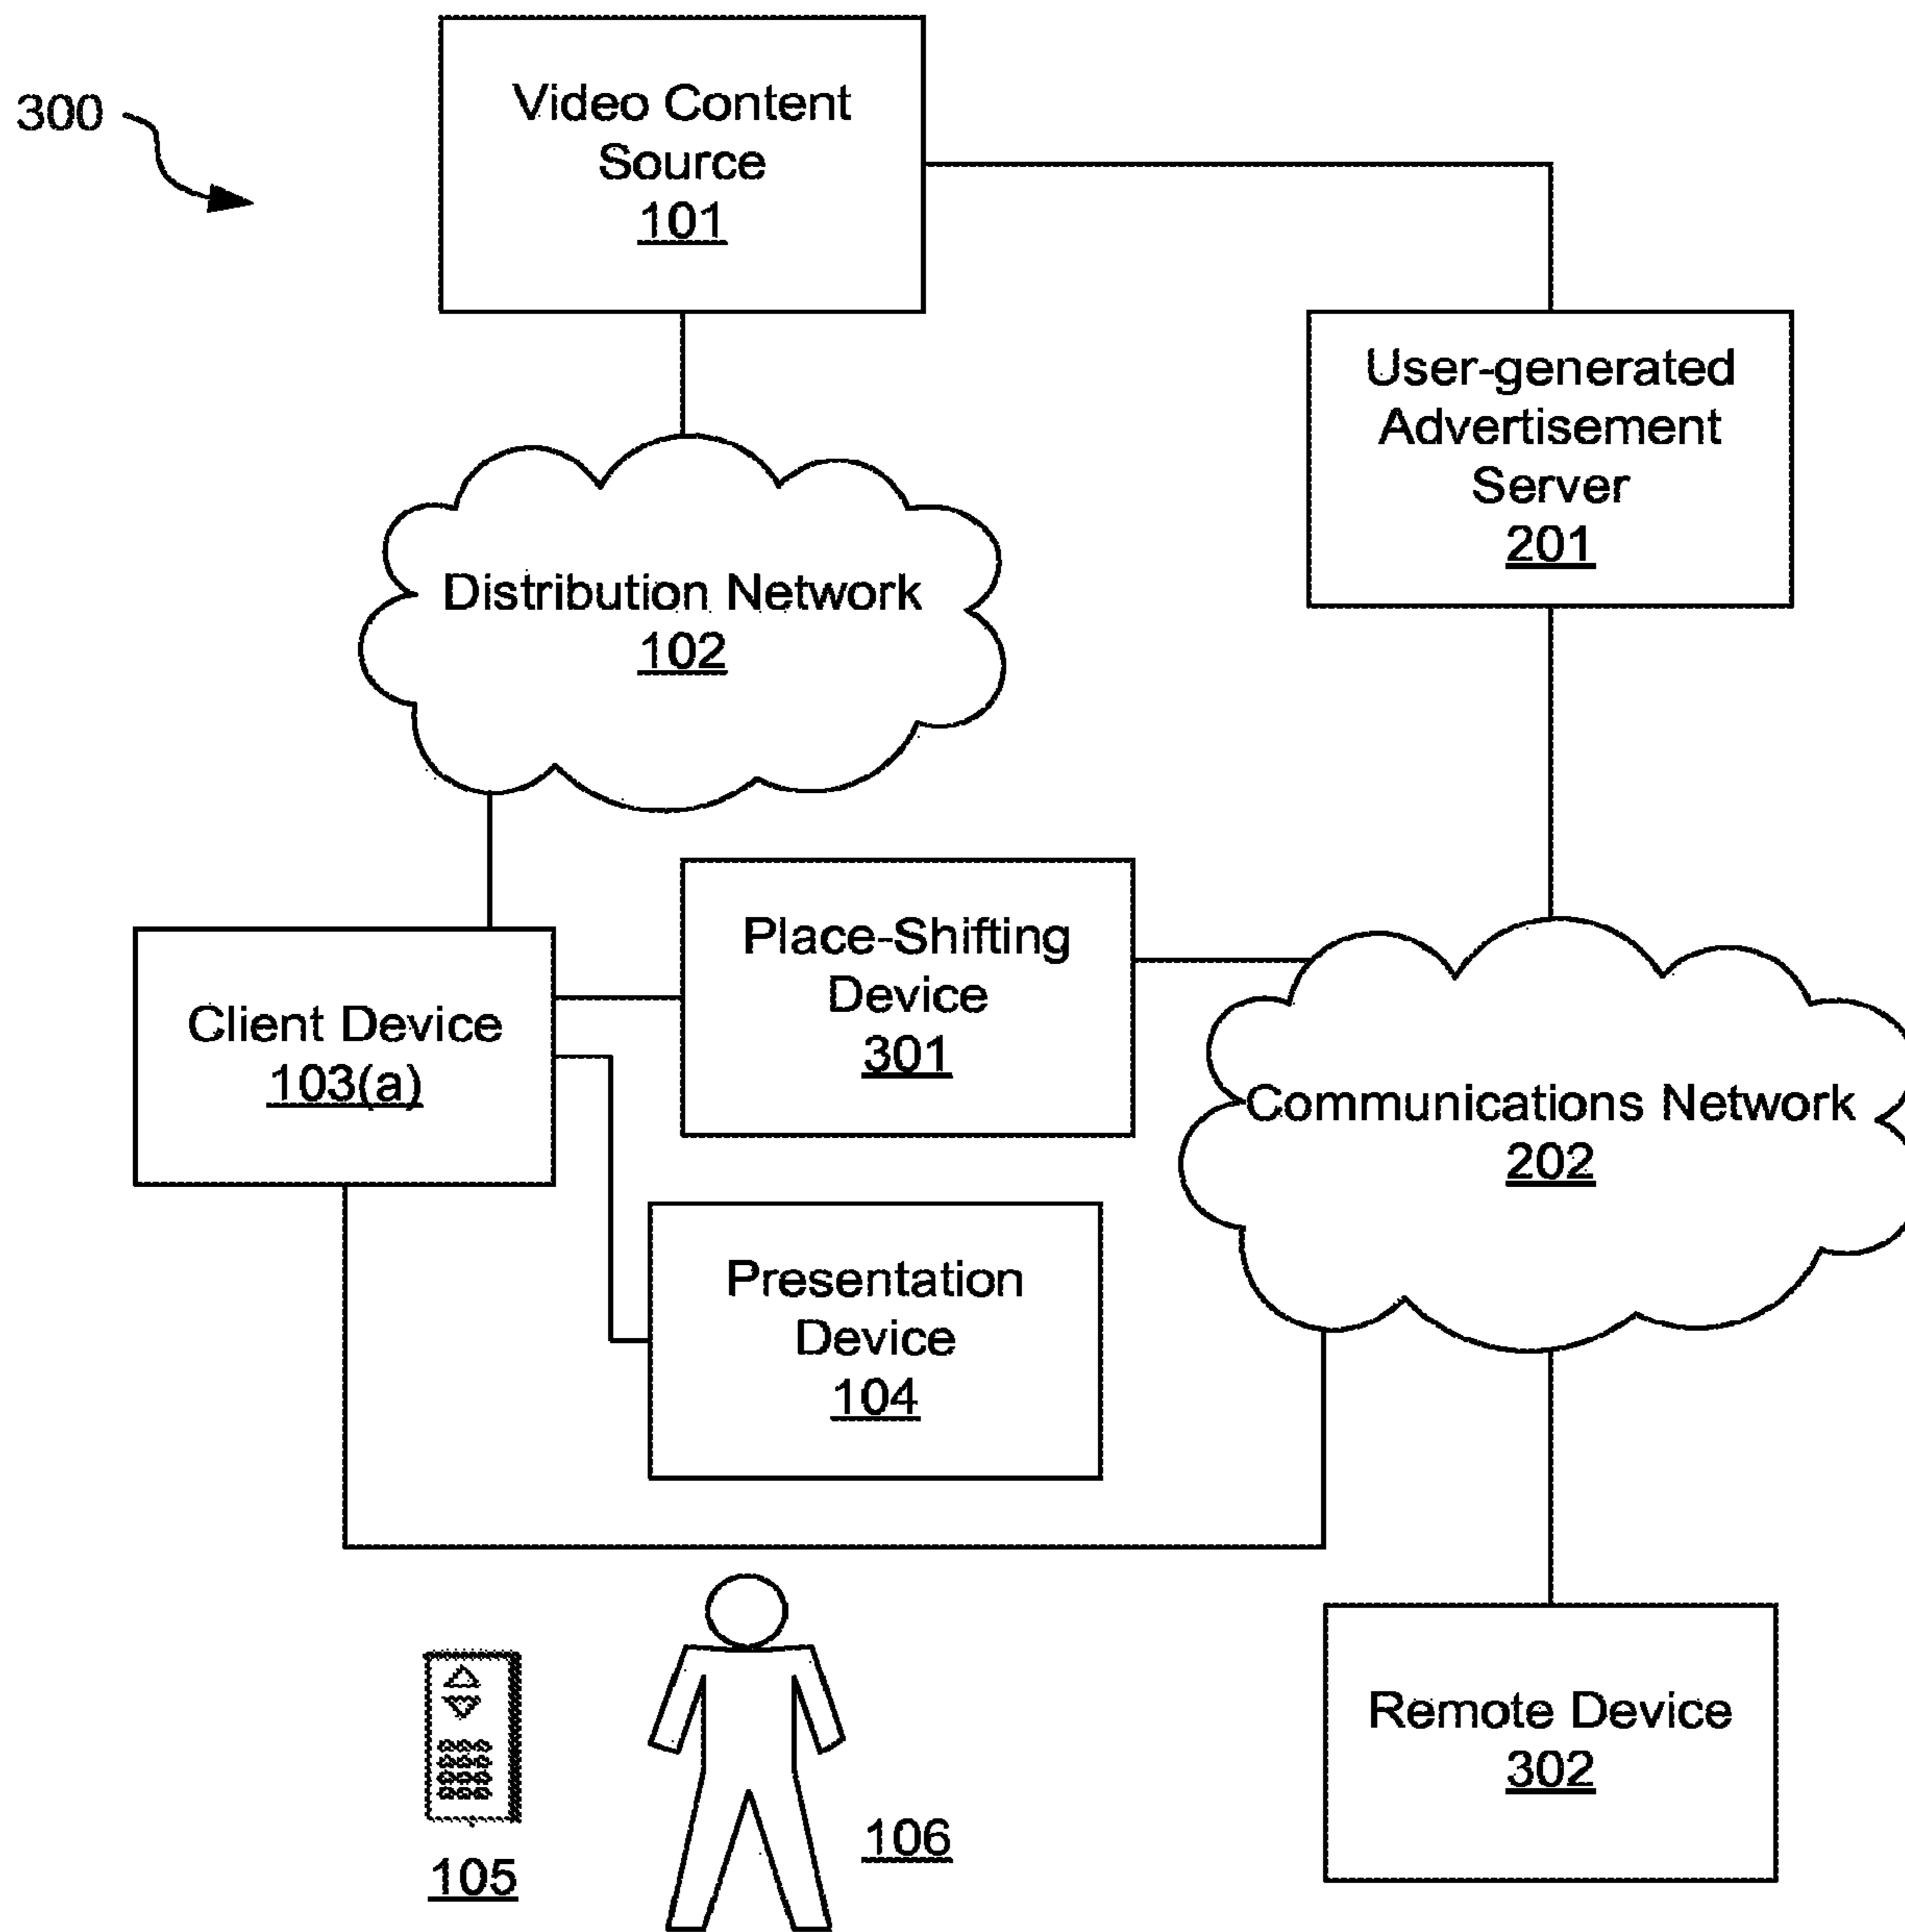 300
Video Content
Source
101
User-generated
Advertisement
Server
201
Distribution Network
102
Place-Shifting
Device
301
Client Device
103(a)
Communications Network
202
Presentation
Device
104
Remote Device
302
106
105